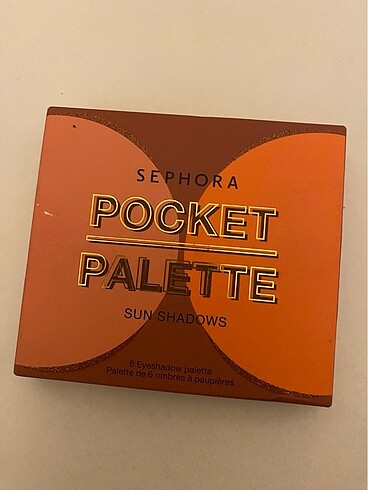 SEPHORA
POCKET
PALETTE
SUN SHADOWS
6 Eyeshadow palette
Palette de 6 ombres à paupières